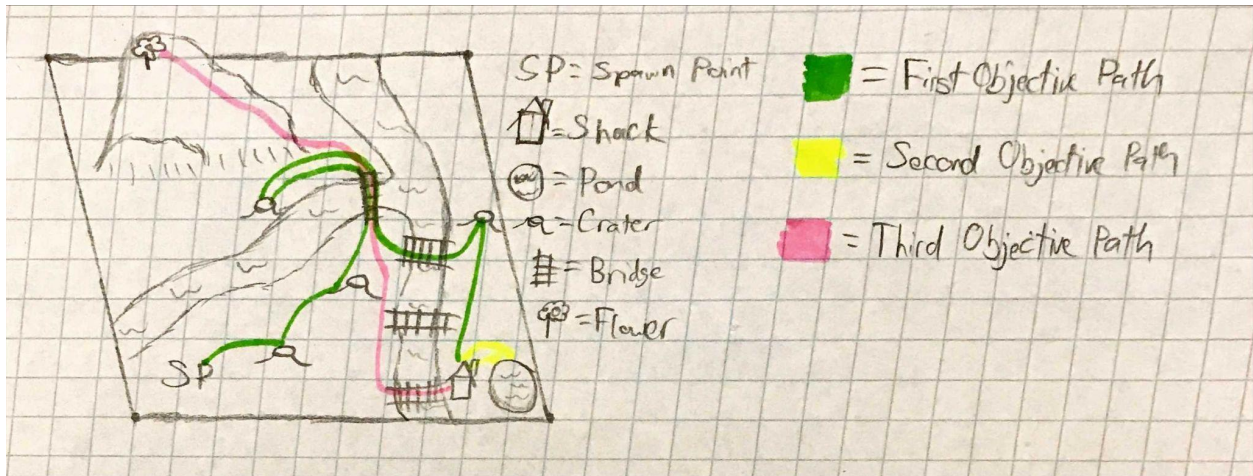 SP = Spawn Point
= Shack
= Pond
= Crater
= Bridge
= Flower
= First Objective Path
= Second Objective Path
= Third Objective Path
SP